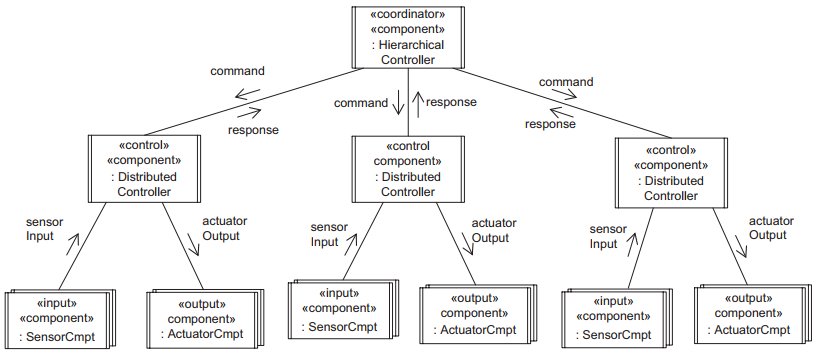 «coordinator»
«component»
: Hierarchical
Controller
command
response
command
response
command
response
«control»
«component»
: Distributed
Controller
«control
component»
: Distributed
Controller
«control»
«component»
: Distributed
Controller
sensor
Input
actuator
Output
sensor
Input
actuator
Output
sensor
Input
actuator
Output
«input»
«component»
: SensorCmpt
«output»
component»
: ActuatorCmpt
«input»
«component»
: SensorCmpt
«output»
component»
: ActuatorCmpt
«input»
«component»
: SensorCmpt
«output»
component»
: ActuatorCmpt